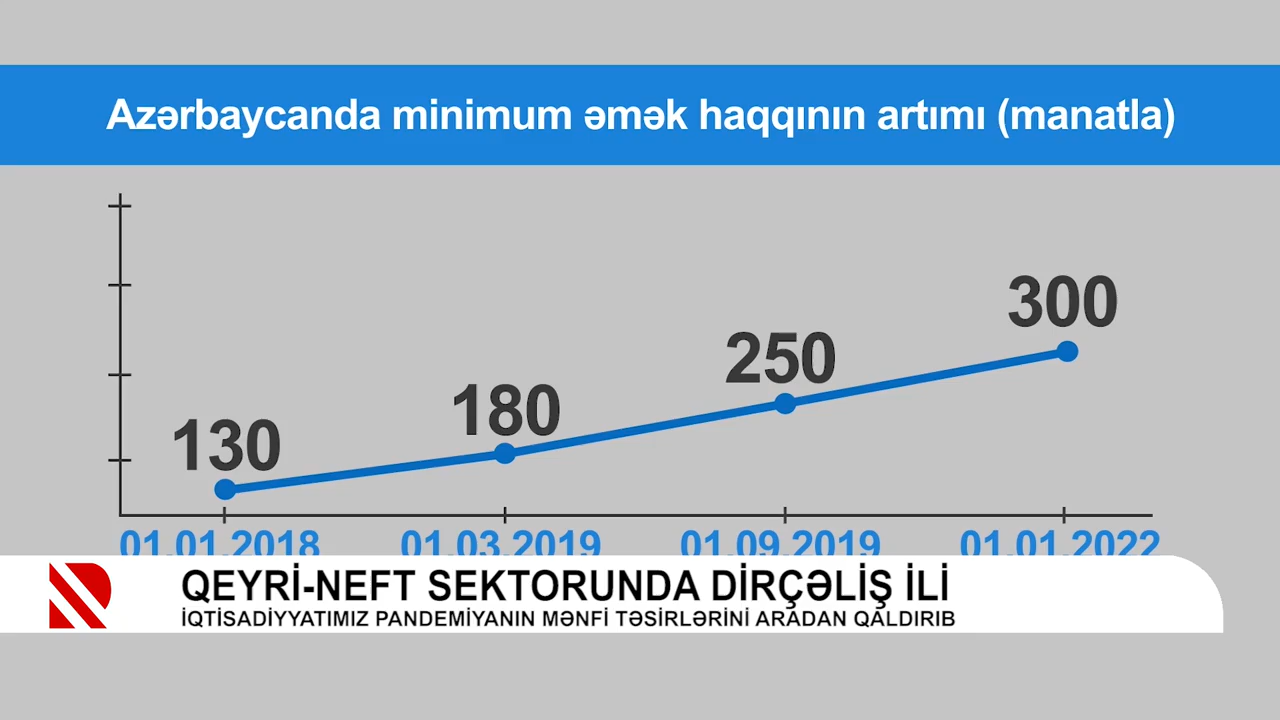 Azərbaycanda minimum əmək haqqının artımı (manatla)
300
250
180
130
01.01.2018 01.03.2019 01.09.2019 01.01.2022
QEYRİ-NEFT SEKTORUNDA DİRÇƏLİŞ İLİ
İQTİSADİYYATIMIZ PANDEMİYANIN MƏNFİ TƏSİRLƏRİNİ ARADAN QALDIRIB